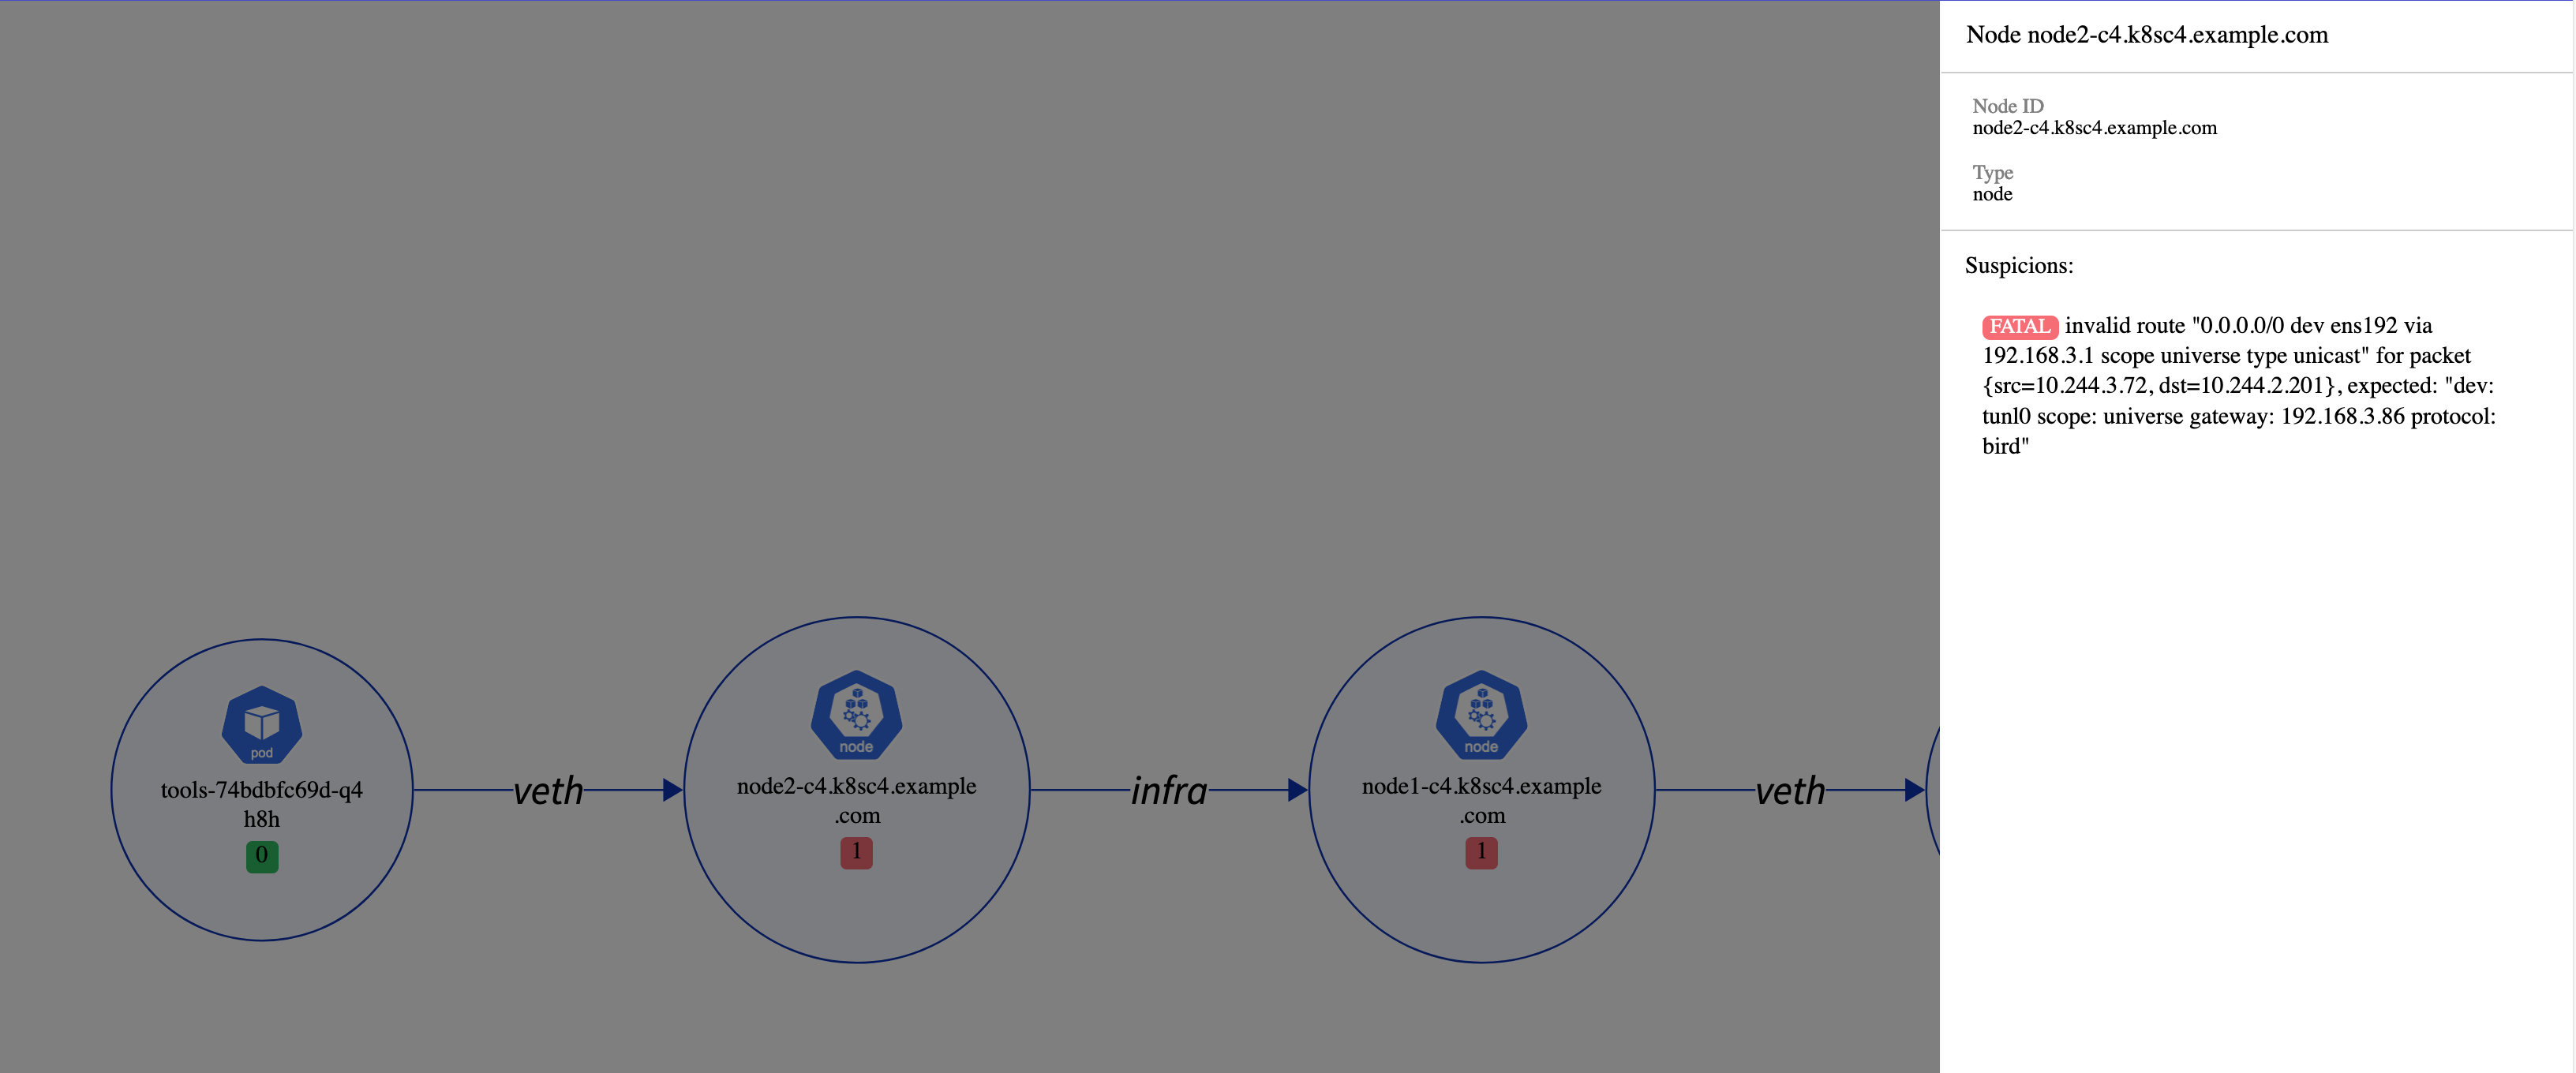 Node node2-c4.k8sc4.example.com
Node ID
node2-c4.k8sc4.example.com
Type
node
Suspicions:
FATAL invalid route "0.0.0.0/0 dev ens192 via
192.168.3.1 scope universe type unicast" for packet
{src=10.244.3.72, dst=10.244.2.201}, expected: "dev:
tunl0 scope: universe gateway: 192.168.3.86 protocol:
bird"
pod
tools-74bdbfc69d-q4
h8h
0
veth
node
node2-c4.k8sc4.example
.com
1
infra
node
node1-c4.k8sc4.example
.com
1
veth